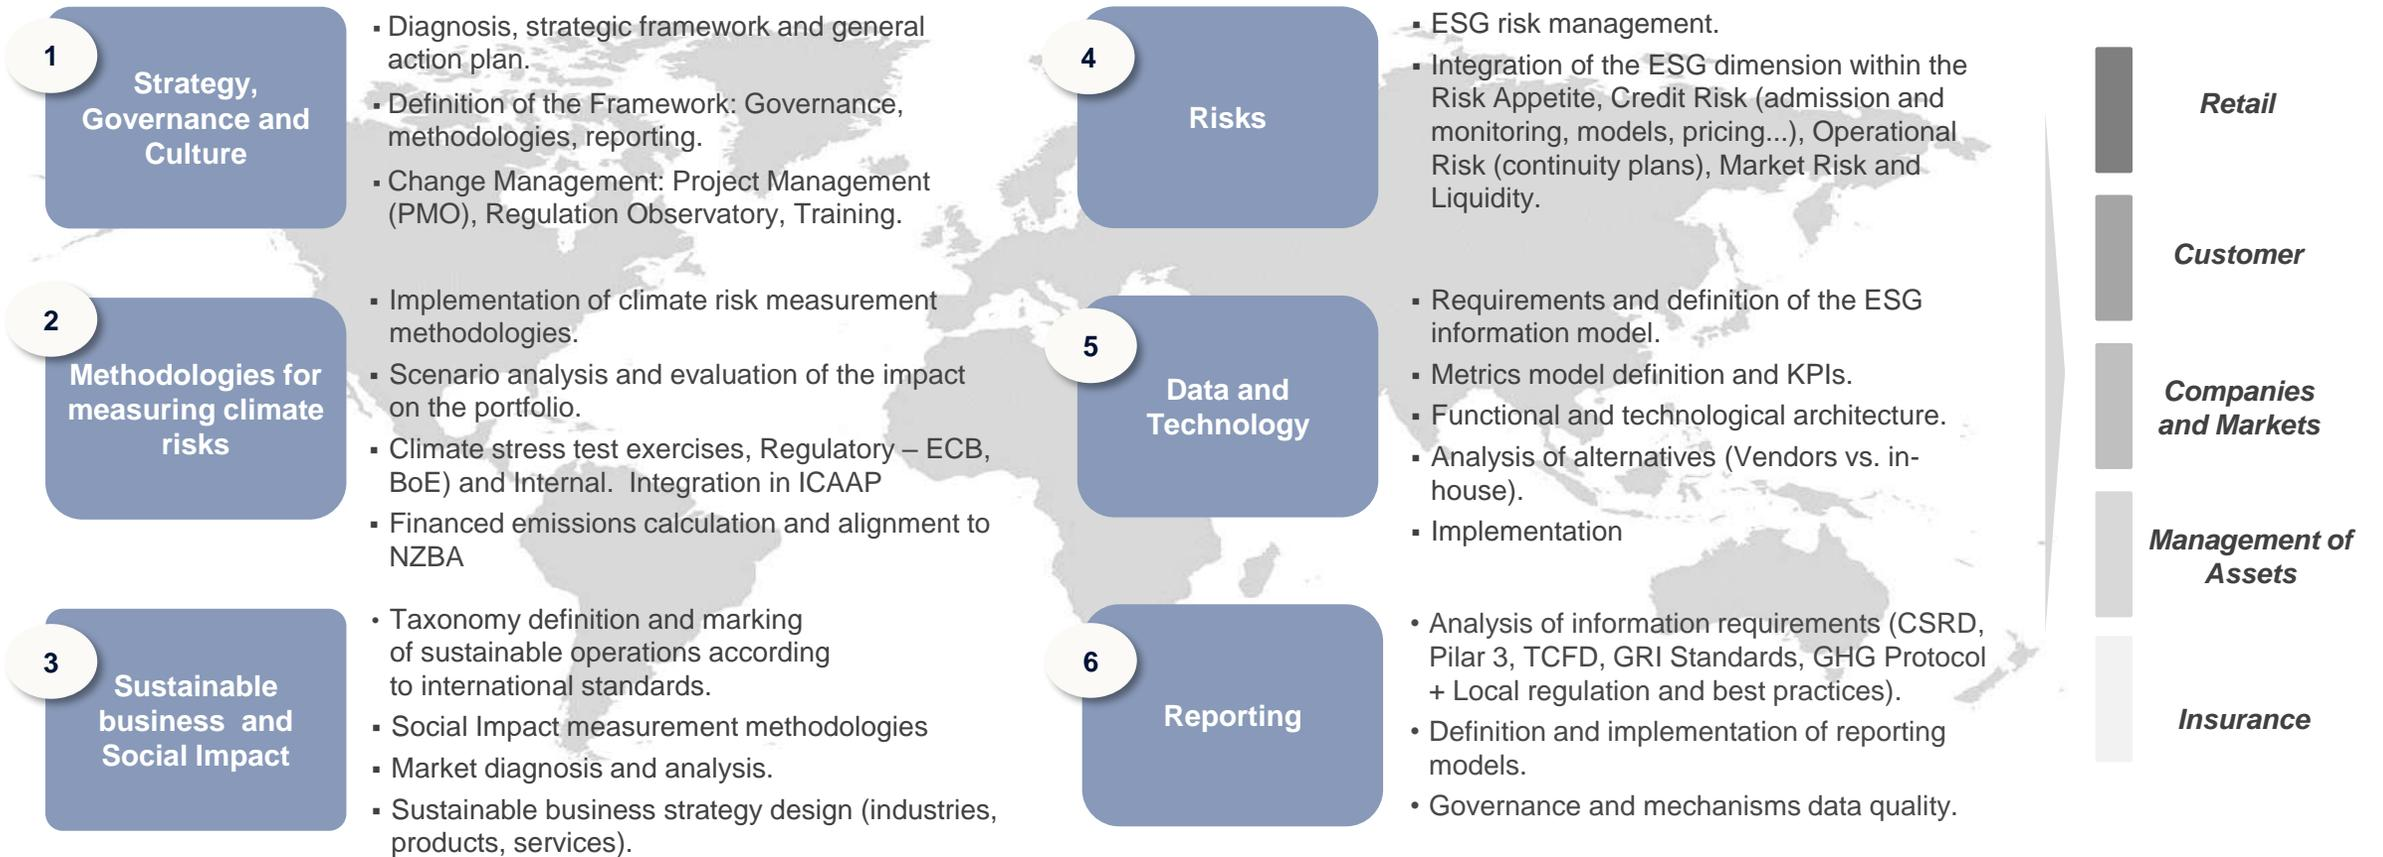 1
Strategy,
Governance and
Culture
▪ Diagnosis, strategic framework and general
action plan.
▪ Definition of the Framework: Governance,
methodologies, reporting.
▪ Change Management: Project Management
(PMO), Regulation Observatory, Training.
2
Methodologies for
measuring climate
risks
▪ Implementation of climate risk measurement
methodologies.
▪ Scenario analysis and evaluation of the impact
on the portfolio.
▪ Climate stress test exercises, Regulatory – ECB,
BoE) and Internal.  Integration in ICAAP
▪ Financed emissions calculation and alignment to
NZBA
3
Sustainable
business  and
Social Impact
• Taxonomy definition and marking
of sustainable operations according
to international standards.
▪ Social Impact measurement methodologies
▪ Market diagnosis and analysis.
▪ Sustainable business strategy design (industries,
products, services).
4
Risks
▪ ESG risk management.
▪ Integration of the ESG dimension within the
Risk Appetite, Credit Risk (admission and
monitoring, models, pricing...), Operational
Risk (continuity plans), Market Risk and
Liquidity.
5
Data and
Technology
▪ Requirements and definition of the ESG
information model.
▪ Metrics model definition and KPIs.
▪ Functional and technological architecture.
▪ Analysis of alternatives (Vendors vs. in-
house).
▪ Implementation
6
Reporting
• Analysis of information requirements (CSRD,
Pilar 3, TCFD, GRI Standards, GHG Protocol
+ Local regulation and best practices).
• Definition and implementation of reporting
models.
• Governance and mechanisms data quality.
Retail
Customer
Companies
and Markets
Management of
Assets
Insurance